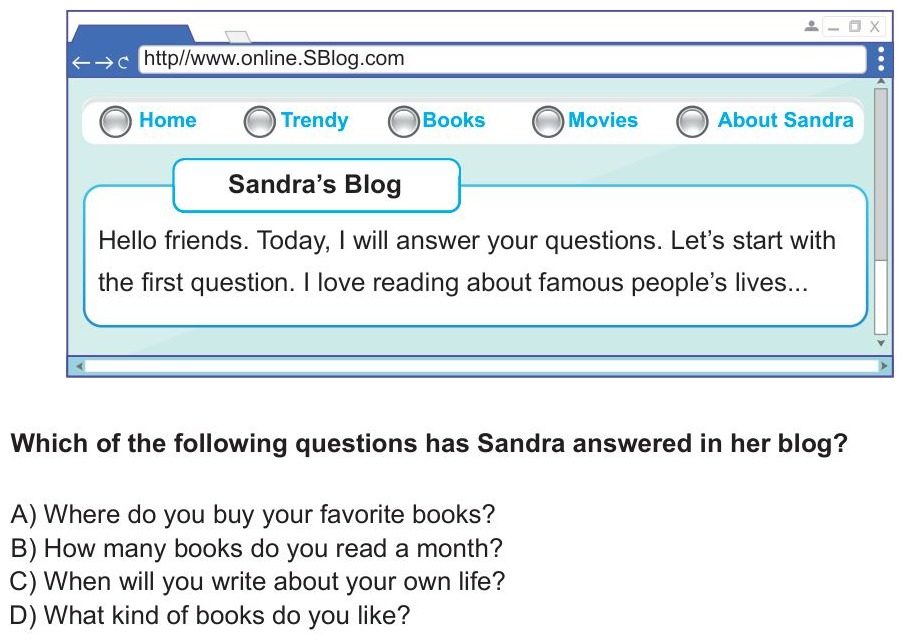 http//www.online.SBlog.com
Home Trendy Books Movies About Sandra
Sandra’s Blog
Hello friends. Today, I will answer your questions. Let’s start with
the first question. I love reading about famous people’s lives...
Which of the following questions has Sandra answered in her blog?
A) Where do you buy your favorite books?
B) How many books do you read a month?
C) When will you write about your own life?
D) What kind of books do you like?